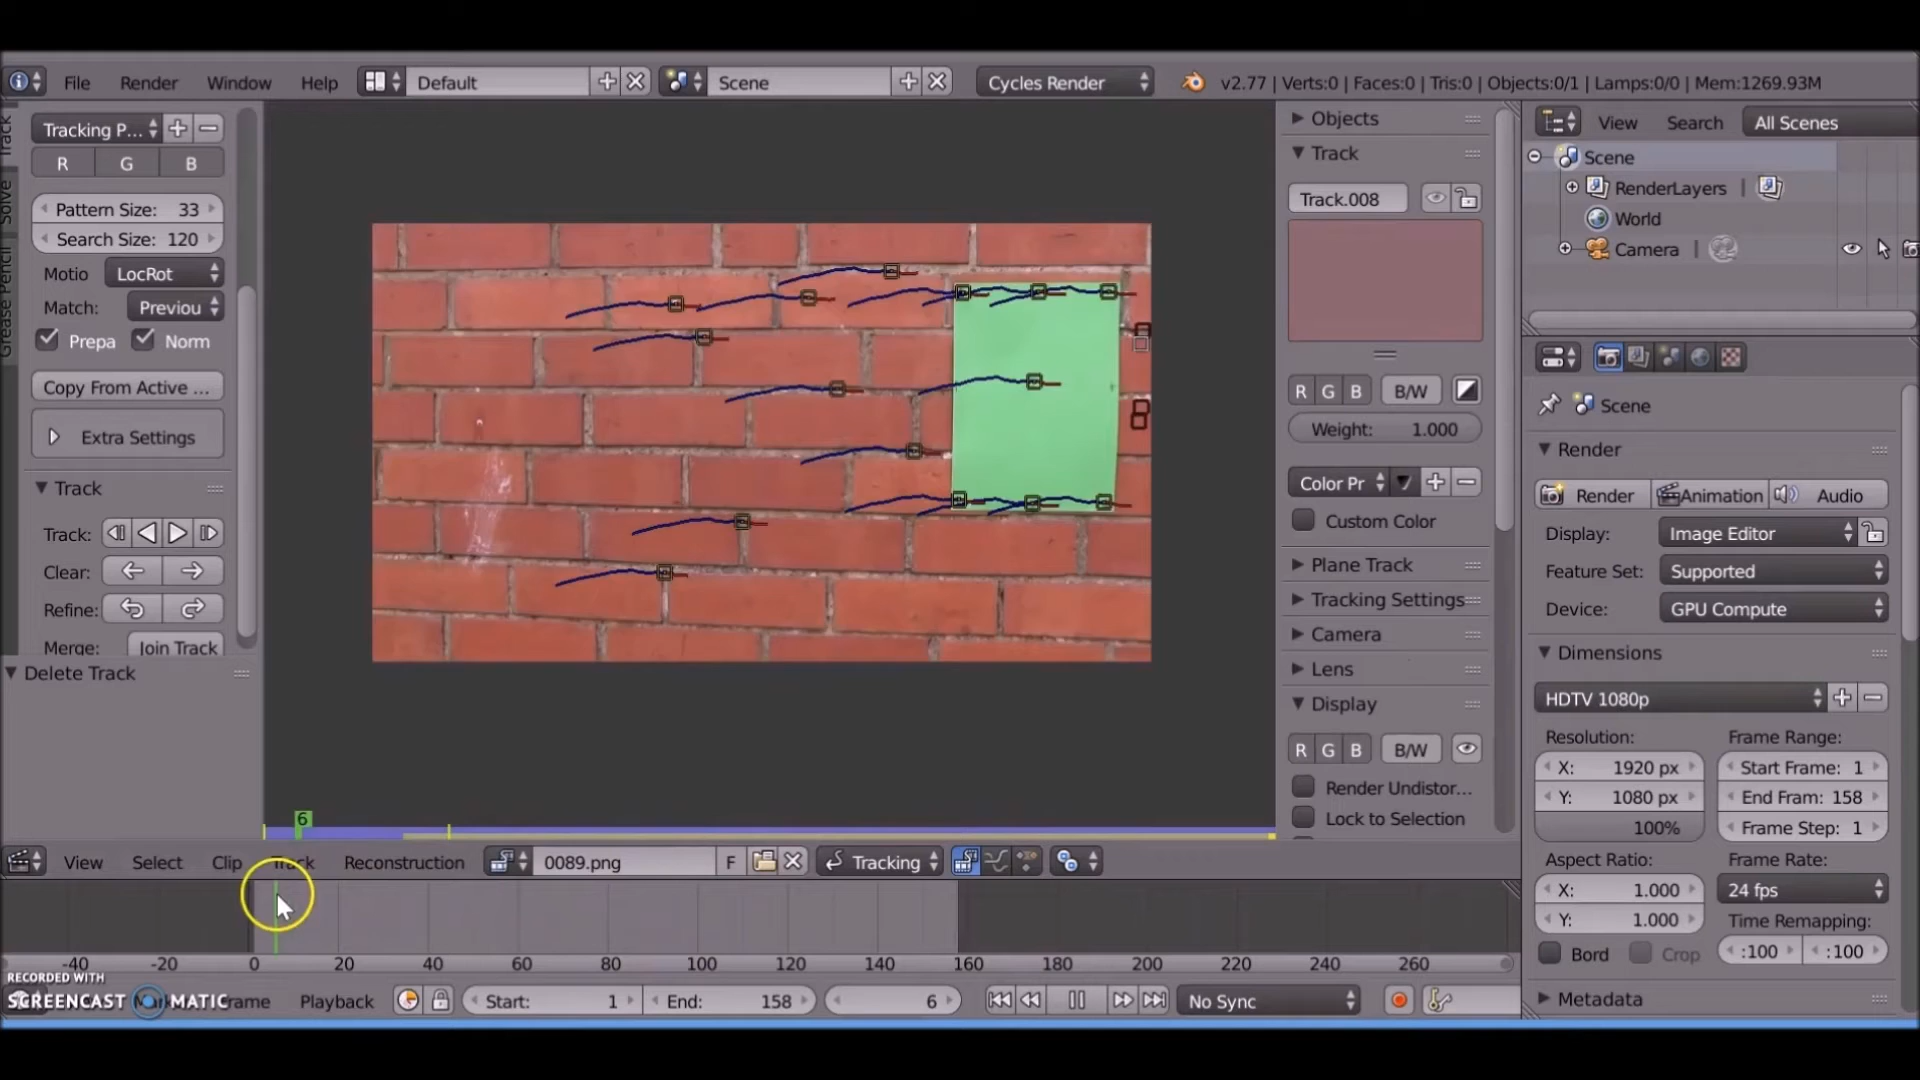 File Render Window Help Default Scene Cycles Render v2.77 | Verts:0 | Faces:0 | Tris:0 | Objects:0/1 | Lamps:0/0 | Mem:1269.93M
Track
Solve
Grease Pencil
Tracking P...
R G B
Pattern Size: 33
Search Size: 120
Motio LocRot
Match: Previou
Prepa Norm
Copy From Active ...
Extra Settings
Track
Track:
Clear:
Refine:
Merge: Join Track
Delete Track
6
Objects
Track
Track.008
R G B B/W
Weight: 1.000
Color Pr
Custom Color
Plane Track
Tracking Settings
Camera
Lens
Display
R G B B/W
Render Undistor...
Lock to Selection
View Search All Scenes
Scene
RenderLayers |
World
Camera |
Scene
Render
Render Animation Audio
Display: Image Editor
Feature Set: Supported
Device: GPU Compute
Dimensions
HDTV 1080p
Resolution: Frame Range:
X: 1920 px Start Frame: 1
Y: 1080 px End Fram: 158
100% Frame Step: 1
Aspect Ratio: Frame Rate:
X: 1.000 24 fps
Y: 1.000 Time Remapping:
Bord Crop :100 :100
Metadata
View Select Clip Track Reconstruction 0089.png F Tracking
-40 -20 0 20 40 60 80 100 120 140 160 180 200 220 240 260
RECORDED WITH
SCREENCAST MATIC
Frame Playback Start: 1 End: 158 6 No Sync